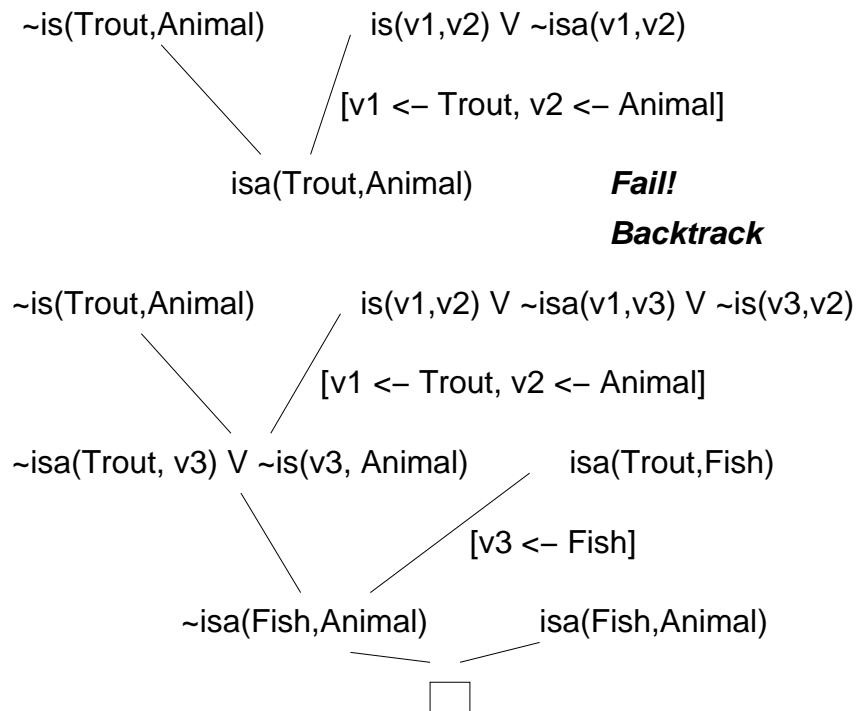 ~is(Trout,Animal) is(v1,v2) V ~isa(v1,v2)
[v1 <− Trout, v2 <− Animal]
isa(Trout,Animal) Fail!
Backtrack
~is(Trout,Animal) is(v1,v2) V ~isa(v1,v3) V ~is(v3,v2)
[v1 <− Trout, v2 <− Animal]
~isa(Trout, v3) V ~is(v3, Animal) isa(Trout,Fish)
[v3 <− Fish]
~isa(Fish,Animal) isa(Fish,Animal)